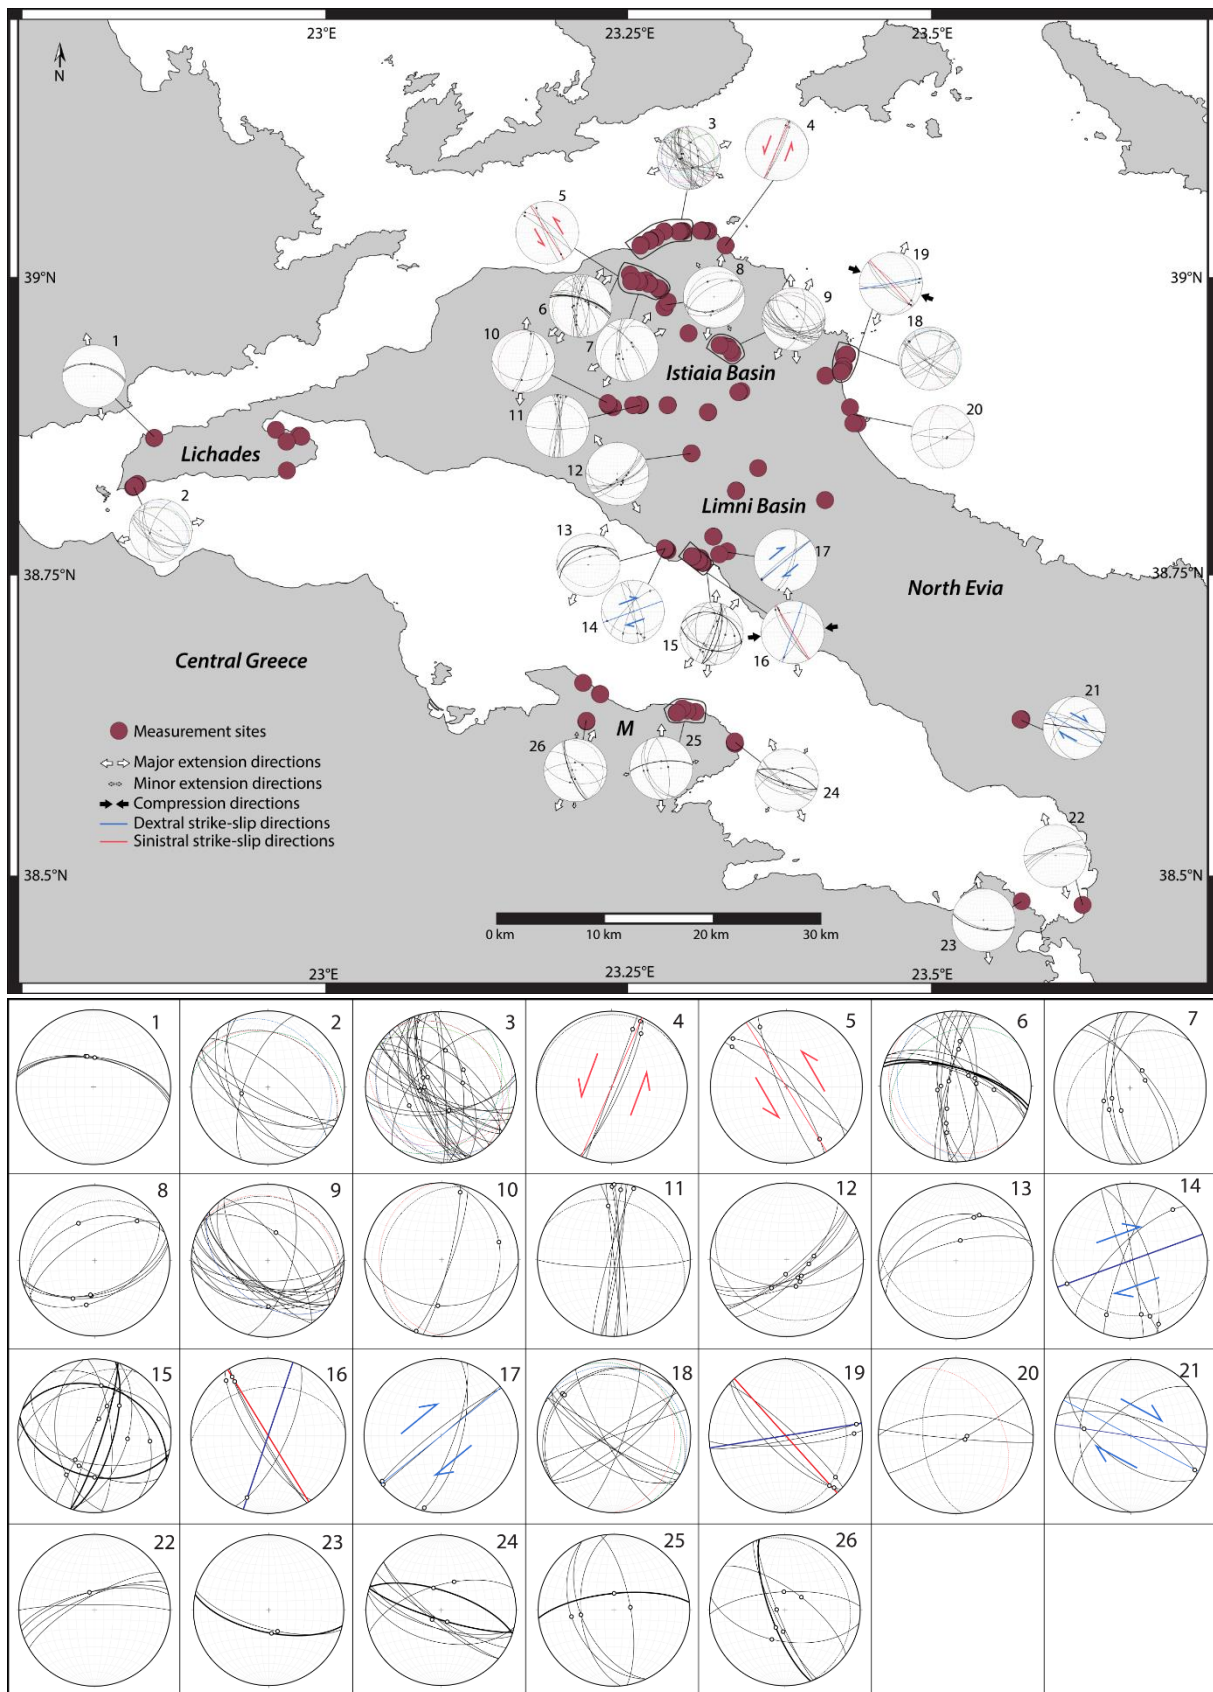 23°E 23.25°E 23.5°E
N
3 4
5
39°N 39°N
19
8
6 9
7 18
1 10
Istiaia Basin
11 20
Lichades 12
2
Limni Basin
13 17
38.75°N 38.75°N
North Evia
14
15 16
Central Greece
21
Measurement sites M
26 25
Major extension directions
Minor extension directions 24
Compression directions
Dextral strike-slip directions 22
Sinistral strike-slip directions
38.5°N 38.5°N
0 km 10 km 20 km 30 km 23
23°E 23.25°E 23.5°E
1 2 3 4 5 6 7
8 9 10 11 12 13 14
15 16 17 18 19 20 21
22 23 24 25 26